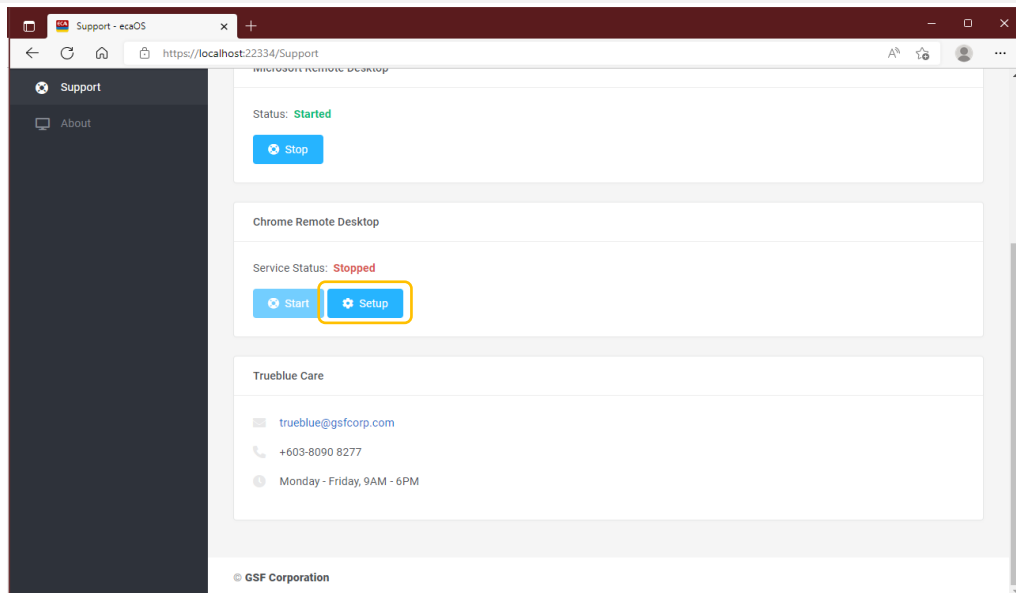 Support - ecaOS
https://localhost:22334/Support
Support
About
Microsoft Remote Desktop
Status: Started
Stop
Chrome Remote Desktop
Service Status: Stopped
Start
Setup
Trueblue Care
trueblue@gsfcorp.com
+603-8090 8277
Monday - Friday, 9AM - 6PM
© GSF Corporation